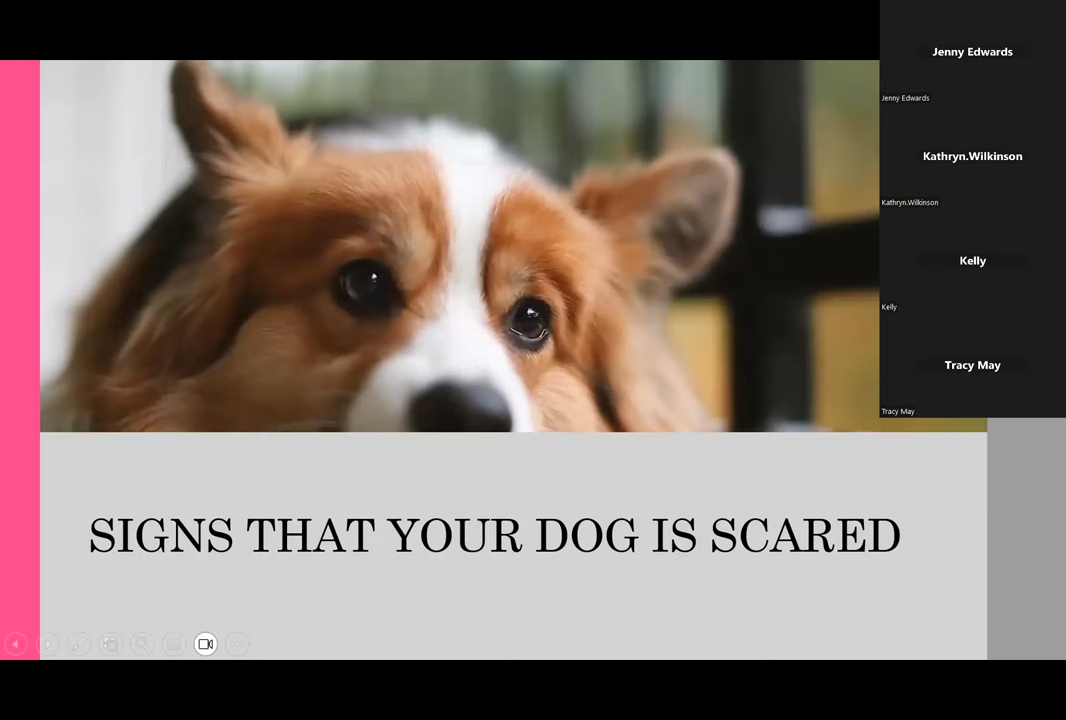 Jenny Edwards
Jenny Edwards
Kathryn.Wilkinson
Kathryn.Wilkinson
Kelly
Kelly
Tracy May
Tracy May
SIGNS THAT YOUR DOG IS SCARED